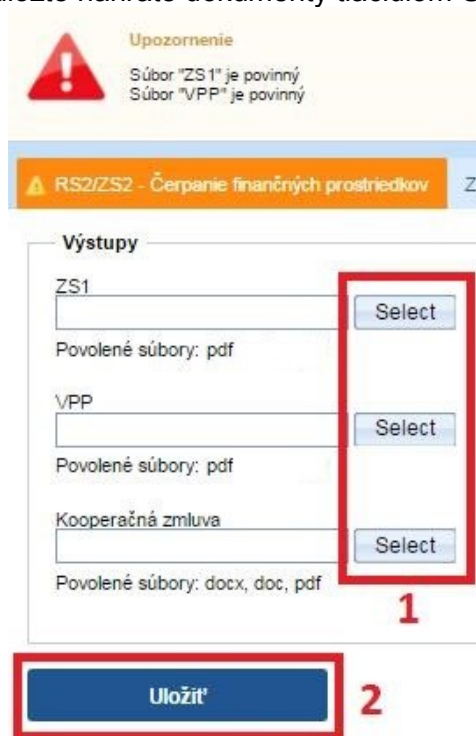 Upozornenie
Súbor "ZS1" je povinný
Súbor "VPP" je povinný
RS2/ZS2 - Čerpanie finančných prostriedkov
Výstupy
ZS1
Select
Povolené súbory: pdf
VPP
Select
Povolené súbory: pdf
Kooperačná zmluva
Select
Povolené súbory: docx, doc, pdf
1
Uložiť
2